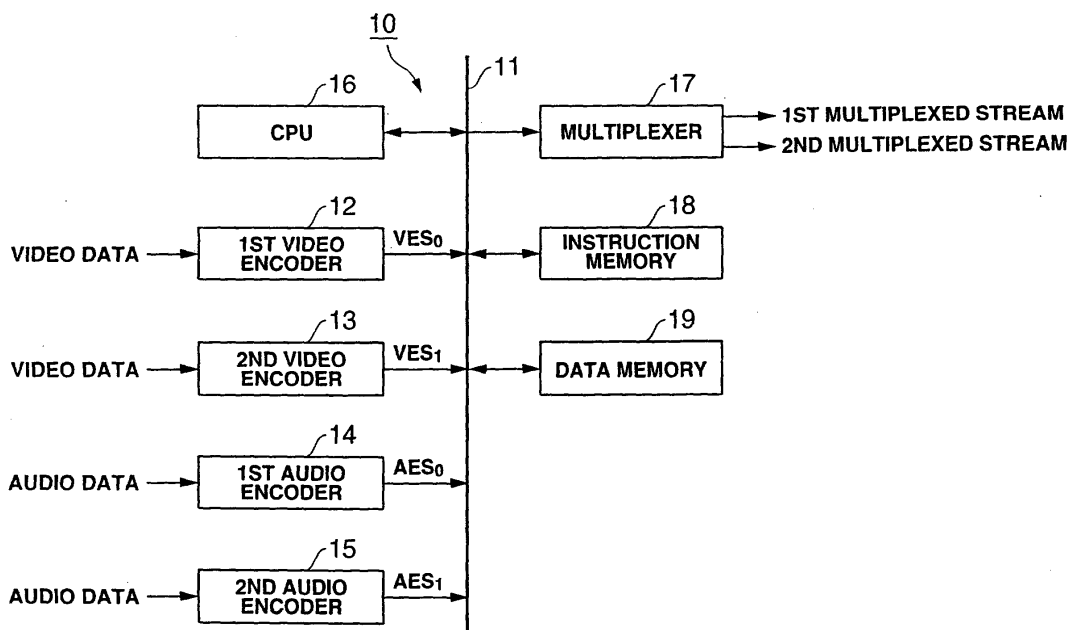 10
11
16
CPU
17
MULTIPLEXER
1ST MULTIPLEXED STREAM
2ND MULTIPLEXED STREAM
12
VIDEO DATA
1ST VIDEO
ENCODER
VES0
18
INSTRUCTION
MEMORY
13
VIDEO DATA
2ND VIDEO
ENCODER
VES1
19
DATA MEMORY
14
AUDIO DATA
1ST AUDIO
ENCODER
AES0
15
AUDIO DATA
2ND AUDIO
ENCODER
AES1